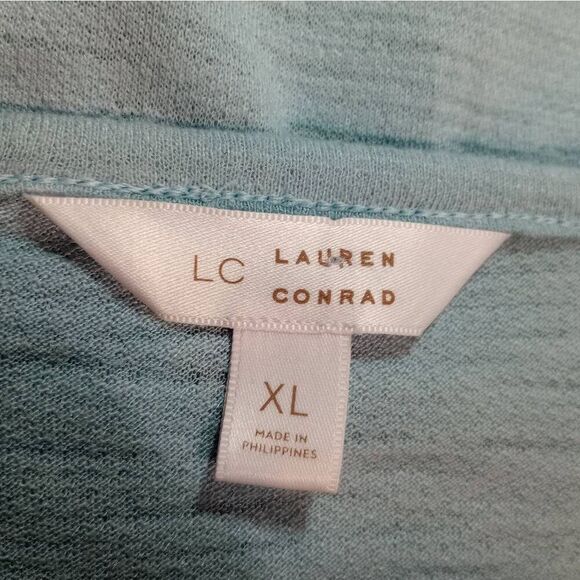 LC LAUREN
CONRAD
XL
MADE IN
PHILIPPINES